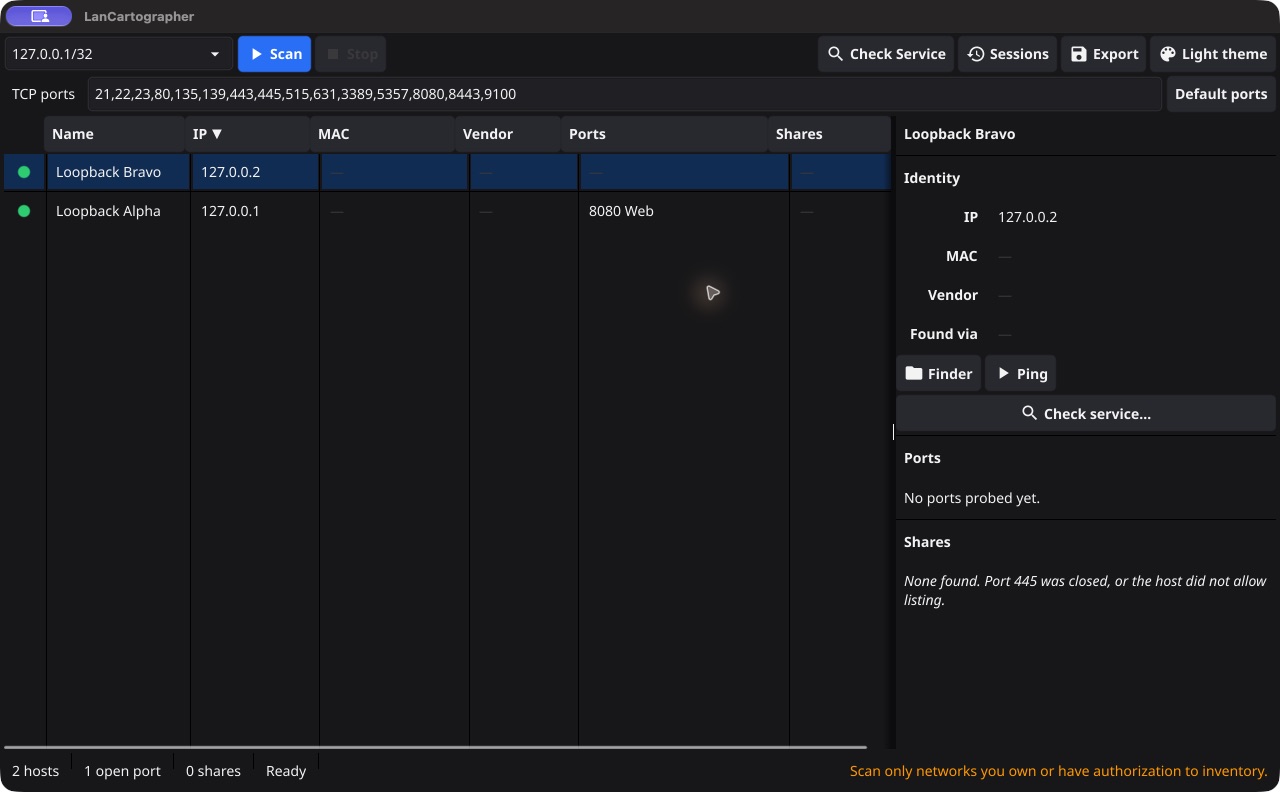 LanCartographer
127.0.0.1/32
Scan
Stop
Check Service
Sessions
Export
Light theme
TCP ports
21,22,23,80,135,139,443,445,515,631,3389,5357,8080,8443,9100
Default ports
Name IP ▼ MAC Vendor Ports Shares
Loopback Bravo 127.0.0.2 — — — —
Loopback Alpha 127.0.0.1 — — 8080 Web —
Loopback Bravo
Identity
IP 127.0.0.2
MAC —
Vendor —
Found via —
Finder
Ping
Check service...
Ports
No ports probed yet.
Shares
None found. Port 445 was closed, or the host did not allow
listing.
2 hosts
1 open port
0 shares
Ready
Scan only networks you own or have authorization to inventory.